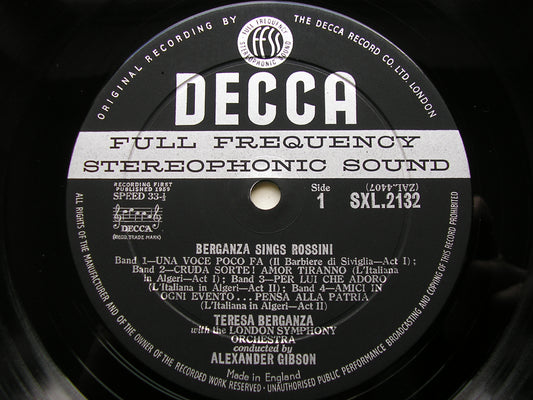 ORIGINAL RECORDING BY
THE DECCA RECORD CO. LTD. LONDON
FULL FREQUENCY
ffss
STEREOPHONIC SOUND
DECCA
FULL FREQUENCY
STEREOPHONIC SOUND
RECORDING FIRST
PUBLISHED 1959
SPEED 33⅓
DECCA
(REGD. TRADE MARK)
Side
1
(ZAL.4407)
SXL.2132
BERGANZA SINGS ROSSINI
Band 1—UNA VOCE POCO FA (Il Barbiere di Siviglia—Act I);
Band 2—CRUDA SORTE! AMOR TIRANNO (L'Italiana
in Algeri—Act I); Band 3—PER LUI CHE ADORO
(L'Italiana in Algeri—Act II); Band 4—AMICI IN
OGNI EVENTO... PENSA ALLA PATRIA
(L'Italiana in Algeri—Act II)
TERESA BERGANZA
with the LONDON SYMPHONY
ORCHESTRA
conducted by
ALEXANDER GIBSON
Made in England
ALL RIGHTS OF THE MANUFACTURER AND OF THE OWNER OF THE RECORDED WORK RESERVED · UNAUTHORISED PUBLIC PERFORMANCE BROADCASTING AND COPYING OF THIS RECORD PROHIBITED